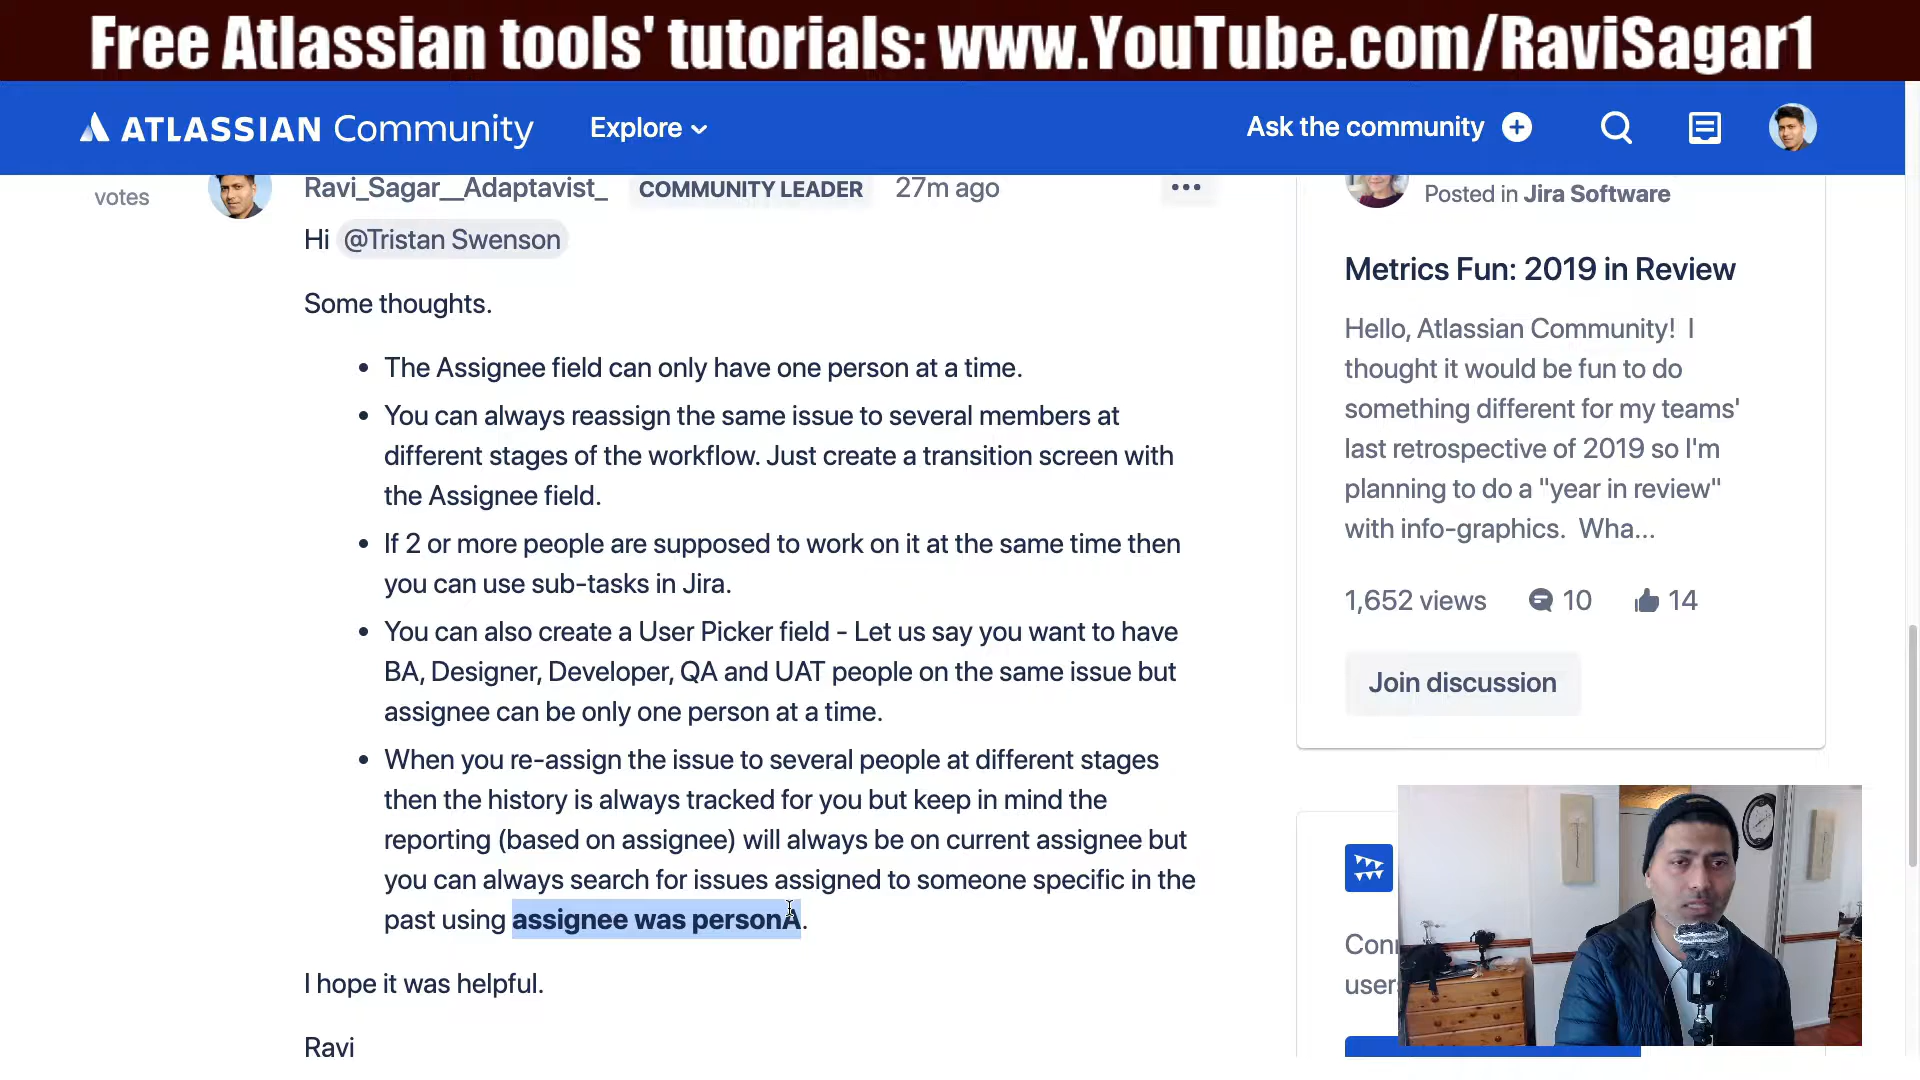 Free Atlassian tools' tutorials: www.YouTube.com/RaviSagar1
ATLASSIAN Community
Explore
Ask the community
votes
Ravi_Sagar__Adaptavist_ COMMUNITY LEADER 27m ago
Hi @Tristan Swenson
Some thoughts.
• The Assignee field can only have one person at a time.
• You can always reassign the same issue to several members at
different stages of the workflow. Just create a transition screen with
the Assignee field.
• If 2 or more people are supposed to work on it at the same time then
you can use sub-tasks in Jira.
• You can also create a User Picker field - Let us say you want to have
BA, Designer, Developer, QA and UAT people on the same issue but
assignee can be only one person at a time.
• When you re-assign the issue to several people at different stages
then the history is always tracked for you but keep in mind the
reporting (based on assignee) will always be on current assignee but
you can always search for issues assigned to someone specific in the
past using assignee was personA.
I hope it was helpful.
Ravi
Posted in Jira Software
Metrics Fun: 2019 in Review
Hello, Atlassian Community! I
thought it would be fun to do
something different for my teams'
last retrospective of 2019 so I'm
planning to do a "year in review"
with info-graphics. Wha...
1,652 views 10 14
Join discussion